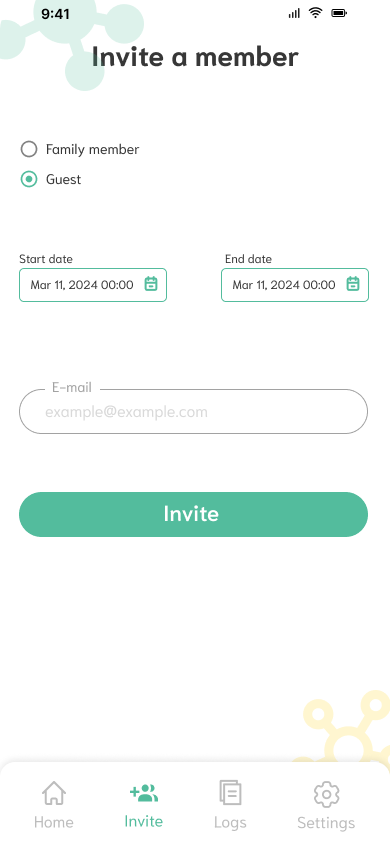 9:41
Invite a member
Family member
Guest
Start date
End date
Mar 11, 2024 00:00
Mar 11, 2024 00:00
E-mail
example@example.com
Invite
Home
Invite
Logs
Settings